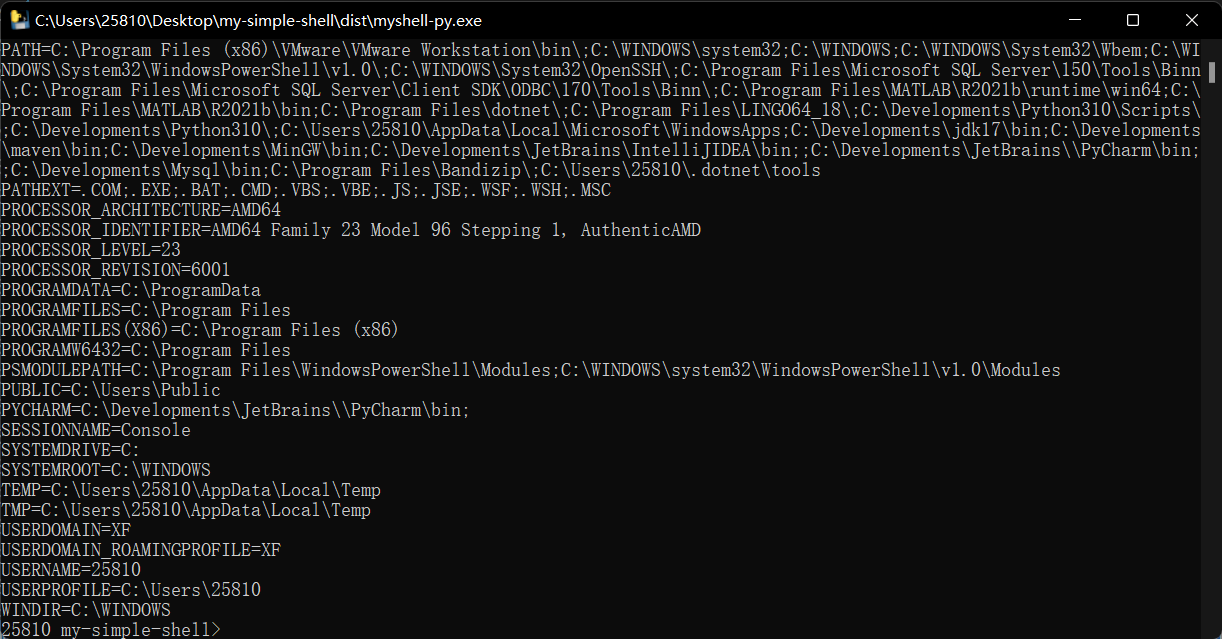 C:\Users\25810\Desktop\my-simple-shell\dist\myshell-py.exe
PATH=C:\Program Files (x86)\VMware\VMware Workstation\bin\;C:\WINDOWS\system32;C:\WINDOWS;C:\WINDOWS\System32\Wbem;C:\WI
NDOWS\System32\WindowsPowerShell\v1.0\;C:\WINDOWS\System32\OpenSSH\;C:\Program Files\Microsoft SQL Server\150\Tools\Binn
\;C:\Program Files\Microsoft SQL Server\Client SDK\ODBC\170\Tools\Binn\;C:\Program Files\MATLAB\R2021b\runtime\win64;C:\
Program Files\MATLAB\R2021b\bin;C:\Program Files\dotnet\;C:\Program Files\LINGO64_18\;C:\Developments\Python310\Scripts\
;C:\Developments\Python310\;C:\Users\25810\AppData\Local\Microsoft\WindowsApps;C:\Developments\jdk17\bin;C:\Developments
\maven\bin;C:\Developments\MinGW\bin;C:\Developments\JetBrains\IntelliJIDEA\bin;;C:\Developments\JetBrains\\PyCharm\bin;
;C:\Developments\Mysql\bin;C:\Program Files\Bandizip\;C:\Users\25810\.dotnet\tools
PATHEXT=.COM;.EXE;.BAT;.CMD;.VBS;.VBE;.JS;.JSE;.WSF;.WSH;.MSC
PROCESSOR_ARCHITECTURE=AMD64
PROCESSOR_IDENTIFIER=AMD64 Family 23 Model 96 Stepping 1, AuthenticAMD
PROCESSOR_LEVEL=23
PROCESSOR_REVISION=6001
PROGRAMDATA=C:\ProgramData
PROGRAMFILES=C:\Program Files
PROGRAMFILES(X86)=C:\Program Files (x86)
PROGRAMW6432=C:\Program Files
PSMODULEPATH=C:\Program Files\WindowsPowerShell\Modules;C:\WINDOWS\system32\WindowsPowerShell\v1.0\Modules
PUBLIC=C:\Users\Public
PYCHARM=C:\Developments\JetBrains\\PyCharm\bin;
SESSIONNAME=Console
SYSTEMDRIVE=C:
SYSTEMROOT=C:\WINDOWS
TEMP=C:\Users\25810\AppData\Local\Temp
TMP=C:\Users\25810\AppData\Local\Temp
USERDOMAIN=XF
USERDOMAIN_ROAMINGPROFILE=XF
USERNAME=25810
USERPROFILE=C:\Users\25810
WINDIR=C:\WINDOWS
25810 my-simple-shell>